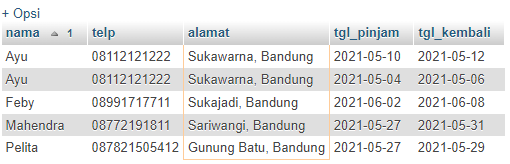 + Opsi
nama 1 telp alamat tgl_pinjam tgl_kembali
Ayu 08112121222 Sukawarna, Bandung 2021-05-10 2021-05-12
Ayu 08112121222 Sukawarna, Bandung 2021-05-04 2021-05-06
Feby 08991717711 Sukajadi, Bandung 2021-06-02 2021-06-08
Mahendra 08772191811 Sariwangi, Bandung 2021-05-27 2021-05-31
Pelita 087821505412 Gunung Batu, Bandung 2021-05-27 2021-05-29